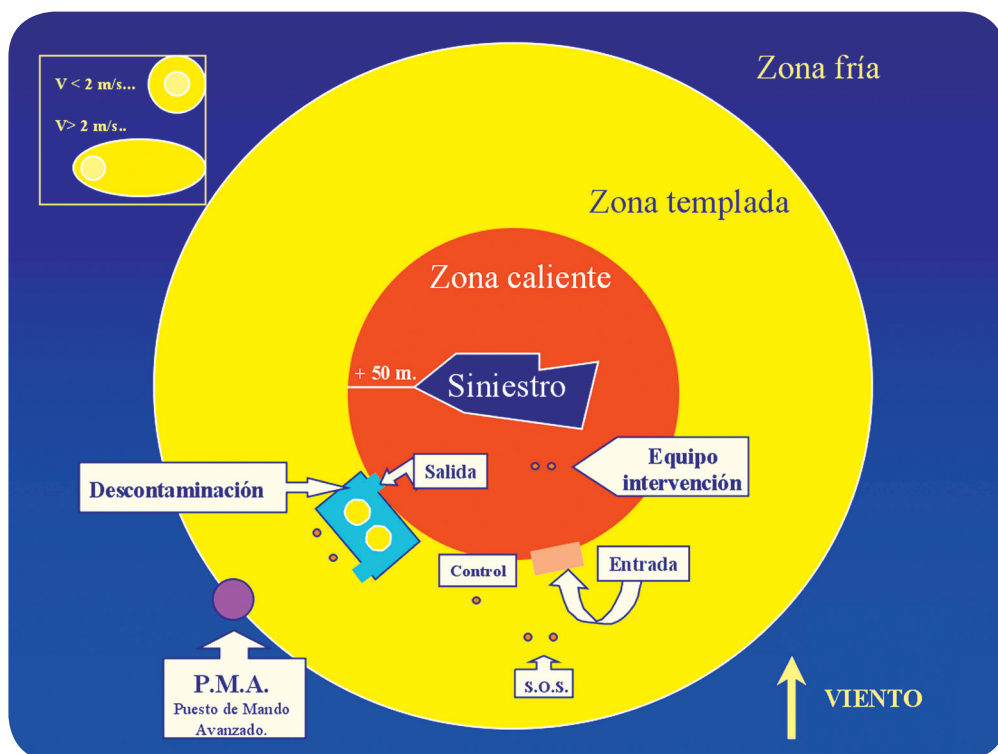 Zona fría
V < 2 m/s...
V> 2 m/s..
Zona templada
Zona caliente
+ 50 m.
Siniestro
Salida
Equipo
intervención
Descontaminación
Control
Entrada
P.M.A.
Puesto de Mando
Avanzado.
S.O.S.
VIENTO